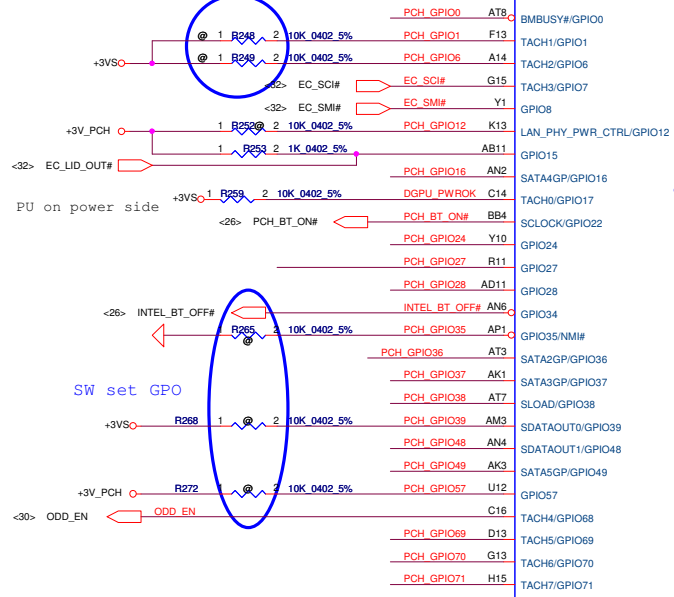 PCH_GPIO0 AT8 BMBUSY#/GPIO0
@ 1 R248 2 10K_0402_5% PCH_GPIO1 F13 TACH1/GPIO1
+3VS @ 1 R249 2 10K_0402_5% PCH_GPIO6 A14 TACH2/GPIO6
<32> EC_SCI# EC_SCI# G15 TACH3/GPIO7
<32> EC_SMI# EC_SMI# Y1 GPIO8
+3V_PCH 1 R252@ 2 10K_0402_5% PCH_GPIO12 K13 LAN_PHY_PWR_CTRL/GPIO12
1 R253 2 1K_0402_5% AB11 GPIO15
<32> EC_LID_OUT#
PCH_GPIO16 AN2 SATA4GP/GPIO16
PU on power side +3VS 1 R259 2 10K_0402_5% DGPU_PWROK C14 TACH0/GPIO17
<26> PCH_BT_ON# PCH_BT_ON# BB4 SCLOCK/GPIO22
PCH_GPIO24 Y10 GPIO24
PCH_GPIO27 R11 GPIO27
PCH_GPIO28 AD11 GPIO28
<26> INTEL_BT_OFF# INTEL_BT_OFF# AN6 GPIO34
1 R265 2 10K_0402_5% PCH_GPIO35 AP1 GPIO35/NMI#
@
PCH_GPIO36 AT3 SATA2GP/GPIO36
SW set GPO PCH_GPIO37 AK1 SATA3GP/GPIO37
PCH_GPIO38 AT7 SLOAD/GPIO38
+3VS R268 1 @ 2 10K_0402_5% PCH_GPIO39 AM3 SDATAOUT0/GPIO39
PCH_GPIO48 AN4 SDATAOUT1/GPIO48
PCH_GPIO49 AK3 SATA5GP/GPIO49
+3V_PCH R272 1 @ 2 10K_0402_5% PCH_GPIO57 U12 GPIO57
<30> ODD_EN ODD_EN C16 TACH4/GPIO68
PCH_GPIO69 D13 TACH5/GPIO69
PCH_GPIO70 G13 TACH6/GPIO70
PCH_GPIO71 H15 TACH7/GPIO71